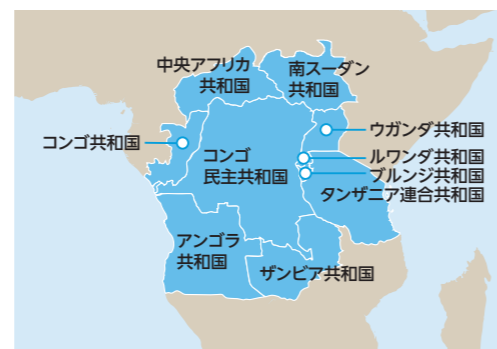 中央アフリカ
共和国
南スーダン
共和国
コンゴ共和国
ウガンダ共和国
コンゴ
民主共和国
ルワンダ共和国
ブルンジ共和国
タンザニア連合共和国
アンゴラ
共和国
ザンビア共和国